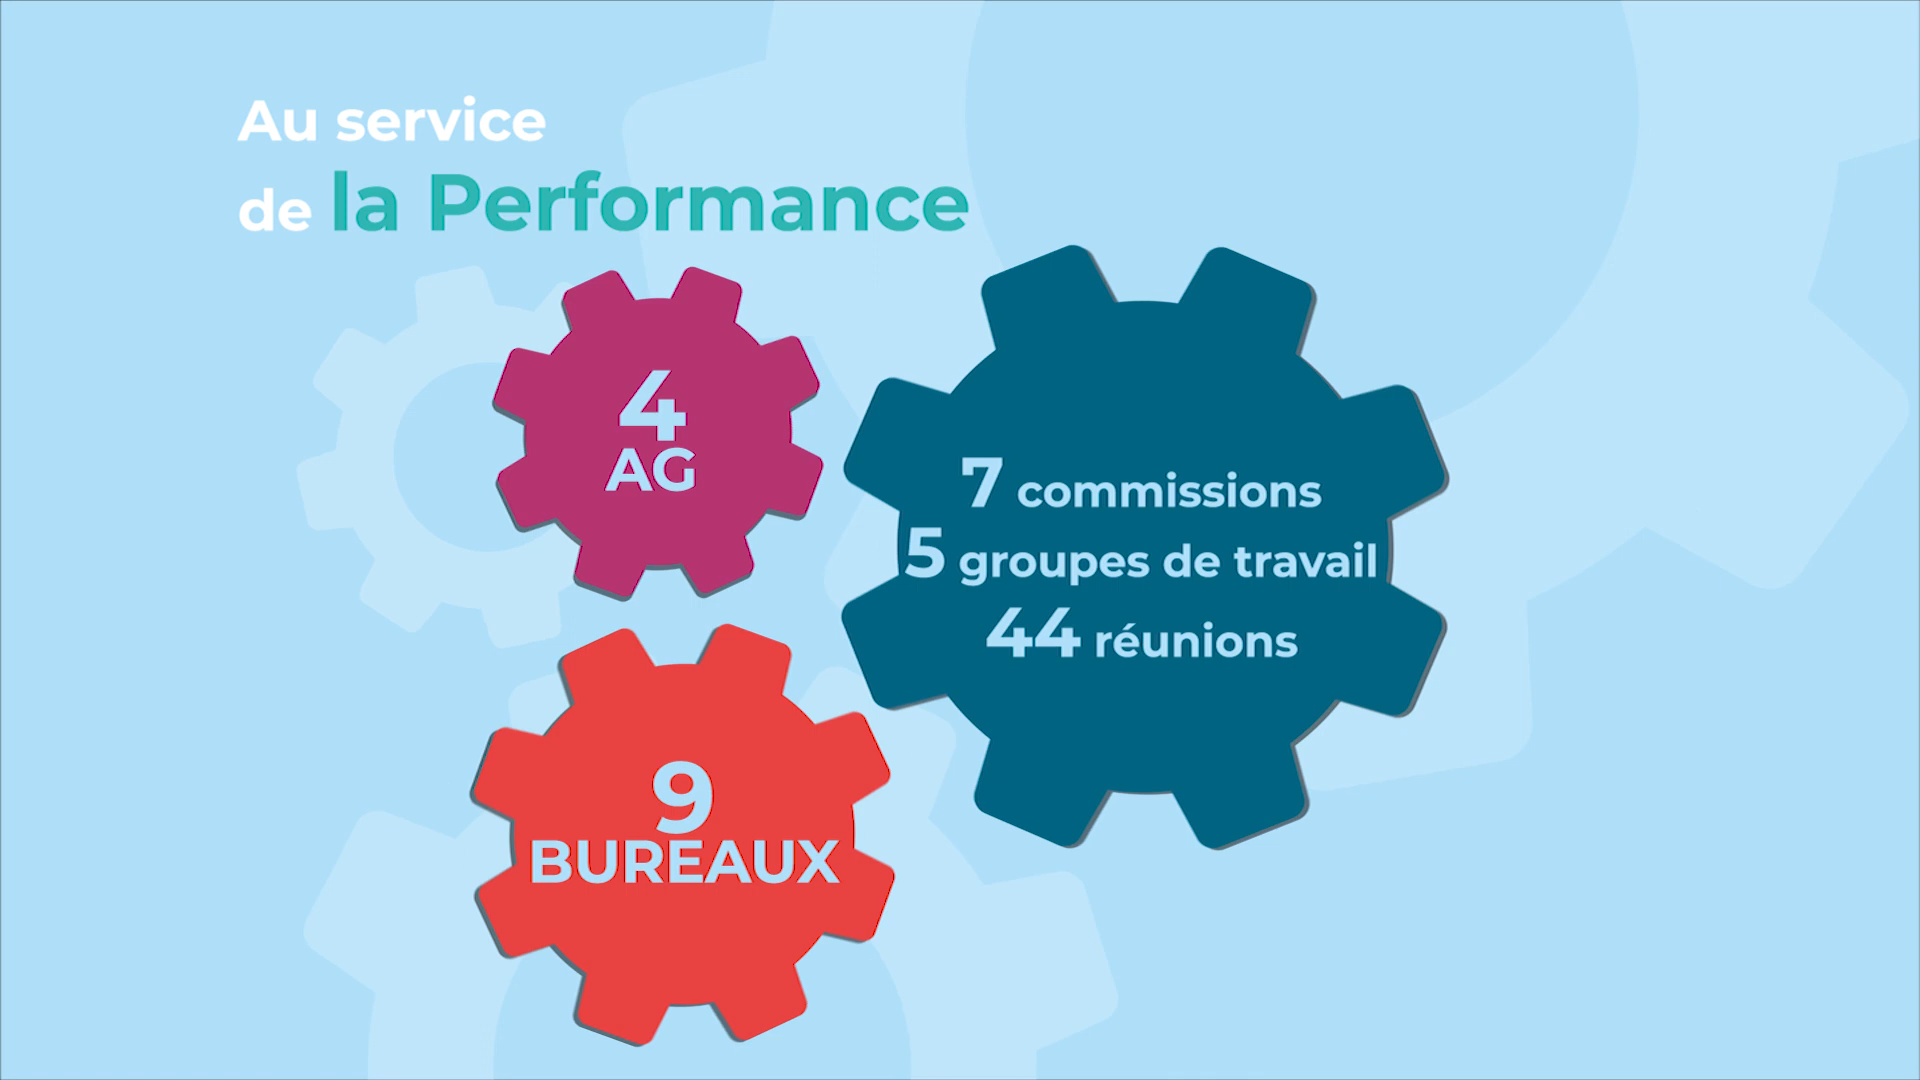 Au service
de la Performance
4
AG
7 commissions
5 groupes de travail
44 réunions
9
BUREAUX